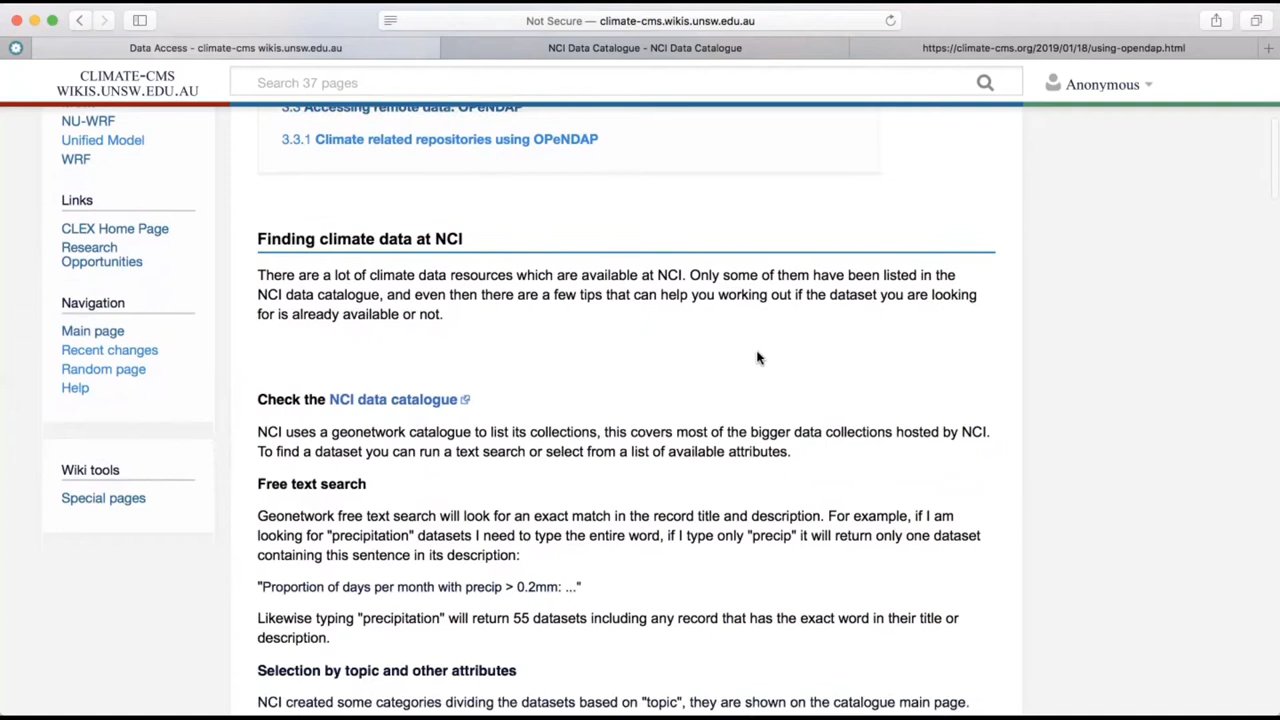 Not Secure — climate-cms.wikis.unsw.edu.au
Data Access - climate-cms wikis.unsw.edu.au
NCI Data Catalogue - NCI Data Catalogue
https://climate-cms.org/2019/01/18/using-opendap.html
CLIMATE-CMS
WIKIS.UNSW.EDU.AU
Search 37 pages
Anonymous
3.3 Accessing remote data: OPeNDAP
3.3.1 Climate related repositories using OPeNDAP
NU-WRF
Unified Model
WRF
Links
CLEX Home Page
Research
Opportunities
Navigation
Main page
Recent changes
Random page
Help
Wiki tools
Special pages
Finding climate data at NCI
There are a lot of climate data resources which are available at NCI. Only some of them have been listed in the
NCI data catalogue, and even then there are a few tips that can help you working out if the dataset you are looking
for is already available or not.
Check the NCI data catalogue
NCI uses a geonetwork catalogue to list its collections, this covers most of the bigger data collections hosted by NCI.
To find a dataset you can run a text search or select from a list of available attributes.
Free text search
Geonetwork free text search will look for an exact match in the record title and description. For example, if I am
looking for "precipitation" datasets I need to type the entire word, if I type only "precip" it will return only one dataset
containing this sentence in its description:
"Proportion of days per month with precip > 0.2mm: ..."
Likewise typing "precipitation" will return 55 datasets including any record that has the exact word in their title or
description.
Selection by topic and other attributes
NCI created some categories dividing the datasets based on "topic", they are shown on the catalogue main page.